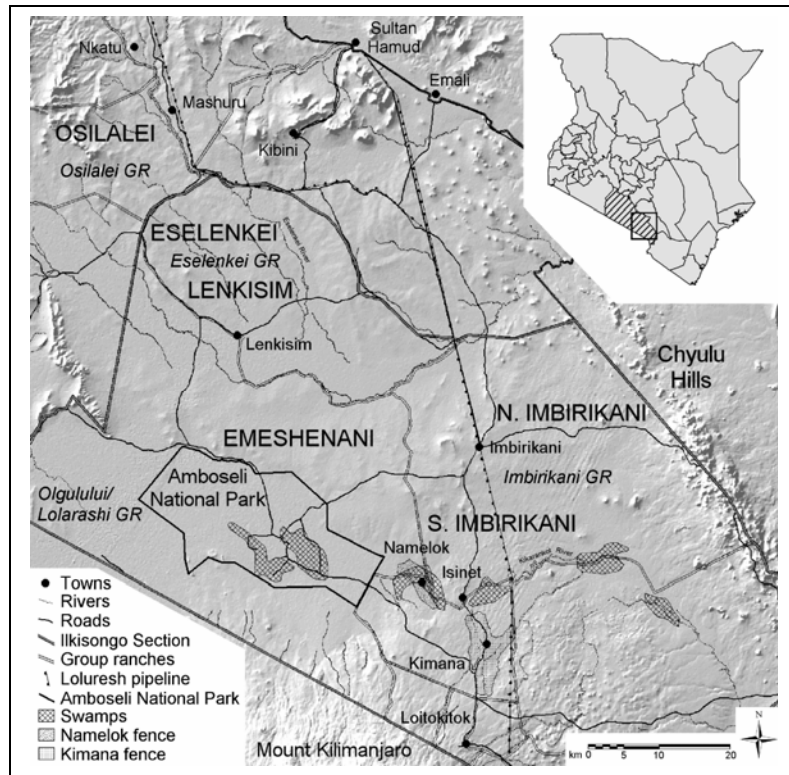 Nkatu
Sultan
Hamud
Emali
Mashuru
OSILALEI
Kibini
Osilalei GR
ESELENKEI
Eselenkei GR
LENKISIM
Lenkisim
Chyulu
Hills
N. IMBIRIKANI
EMESHENANI
Imbirikani
Amboseli
National Park
Imbirikani GR
Olgulului/
Lolarashi GR
S. IMBIRIKANI
Namelok
Isinet
River
Kimana
Loitokitok
Mount Kilimanjaro
Towns
Rivers
Roads
Ilkisongo Section
Group ranches
Loluresh pipeline
Amboseli National Park
Swamps
Namelok fence
Kimana fence
N
km 0 5 10 20